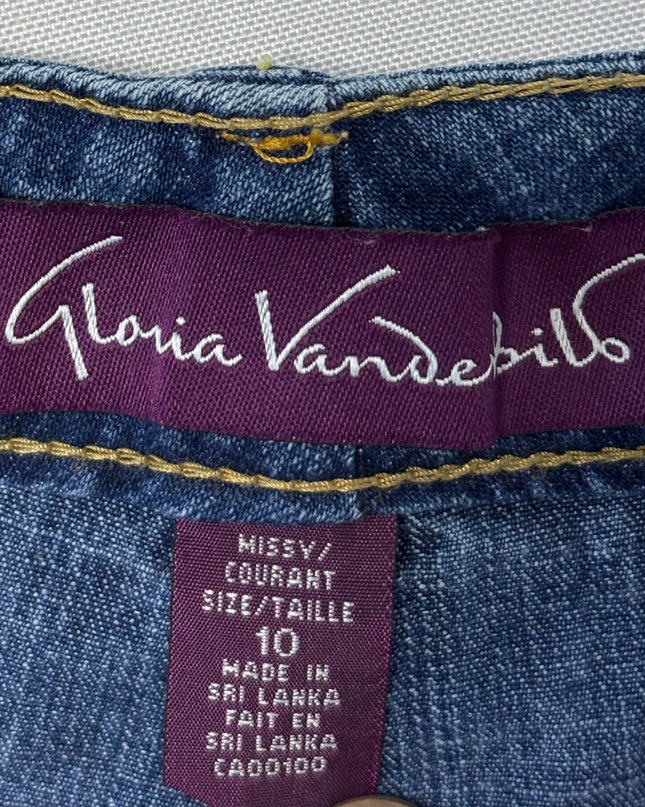 Gloria Vanderbilt
MISSY/
COURANT
SIZE/TAILLE
10
MADE IN
SRI LANKA
FAIT EN
SRI LANKA
CA00100